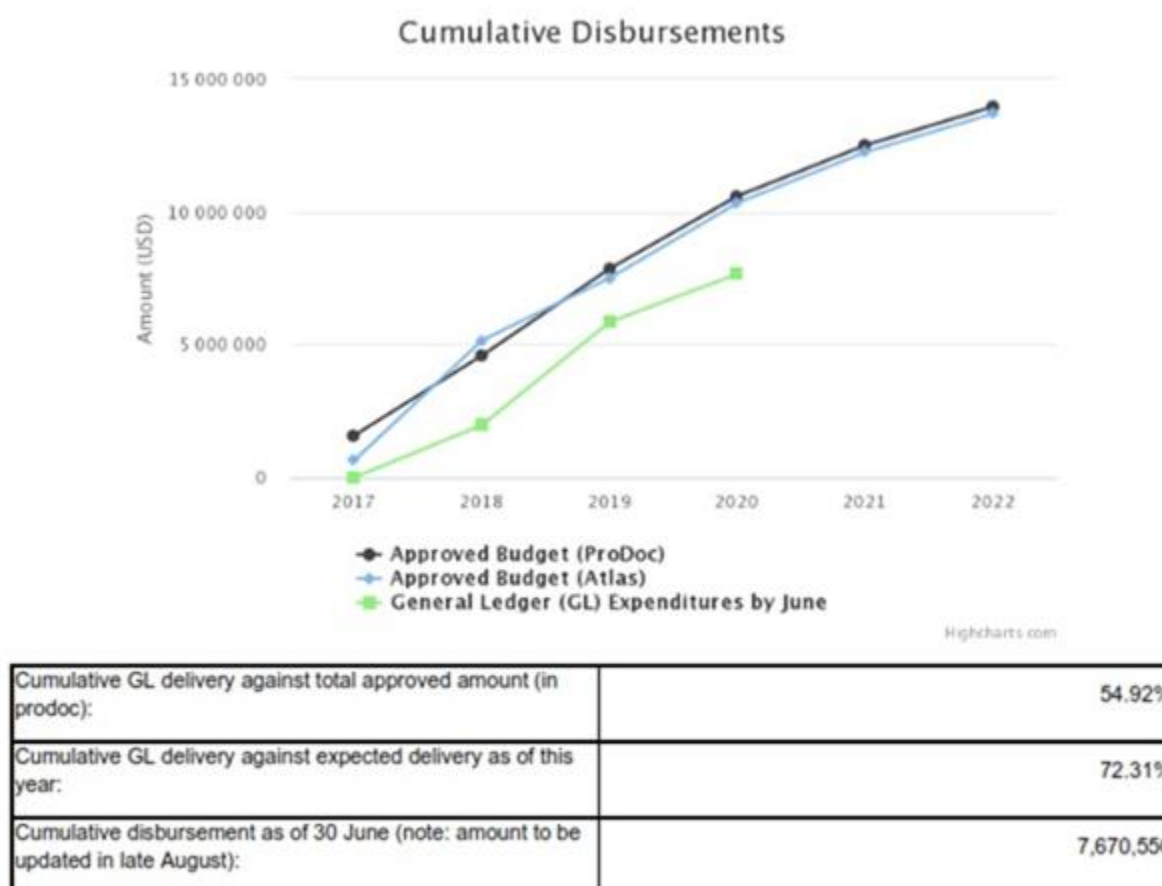 Cumulative Disbursements
15 000 000
10 000 000
5 000 000
0
Amount (USD)
2017 2018 2019 2020 2021 2022
Approved Budget (ProDoc)
Approved Budget (Atlas)
General Ledger (GL) Expenditures by June
Highcharts.com
Cumulative GL delivery against total approved amount (in
prodoc):
54.92%
Cumulative GL delivery against expected delivery as of this
year:
72.31%
Cumulative disbursement as of 30 June (note: amount to be
updated in late August):